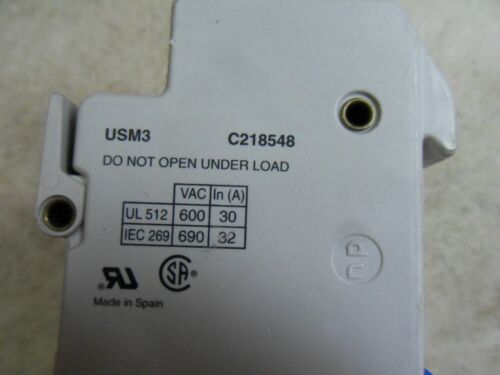 USM3 C218548
DO NOT OPEN UNDER LOAD
VAC In (A)
UL 512 600 30
IEC 269 690 32
Made in Spain